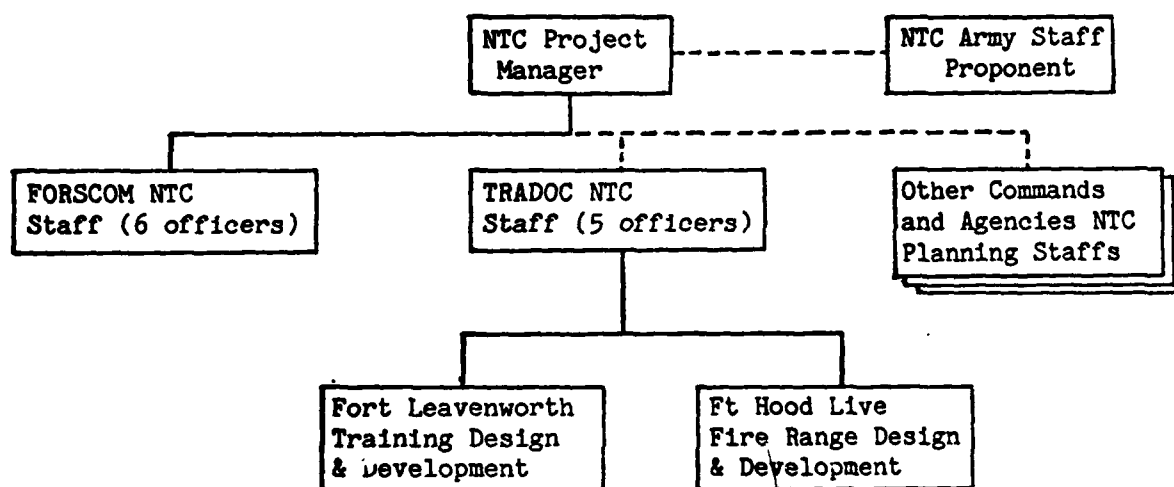 NTC Project
Manager
NTC Army Staff
Proponent
FORSCOM NTC
Staff (6 officers)
TRADOC NTC
Staff (5 officers)
Other Commands
and Agencies NTC
Planning Staffs
Fort Leavenworth
Training Design
& Development
Ft Hood Live
Fire Range Design
& Development